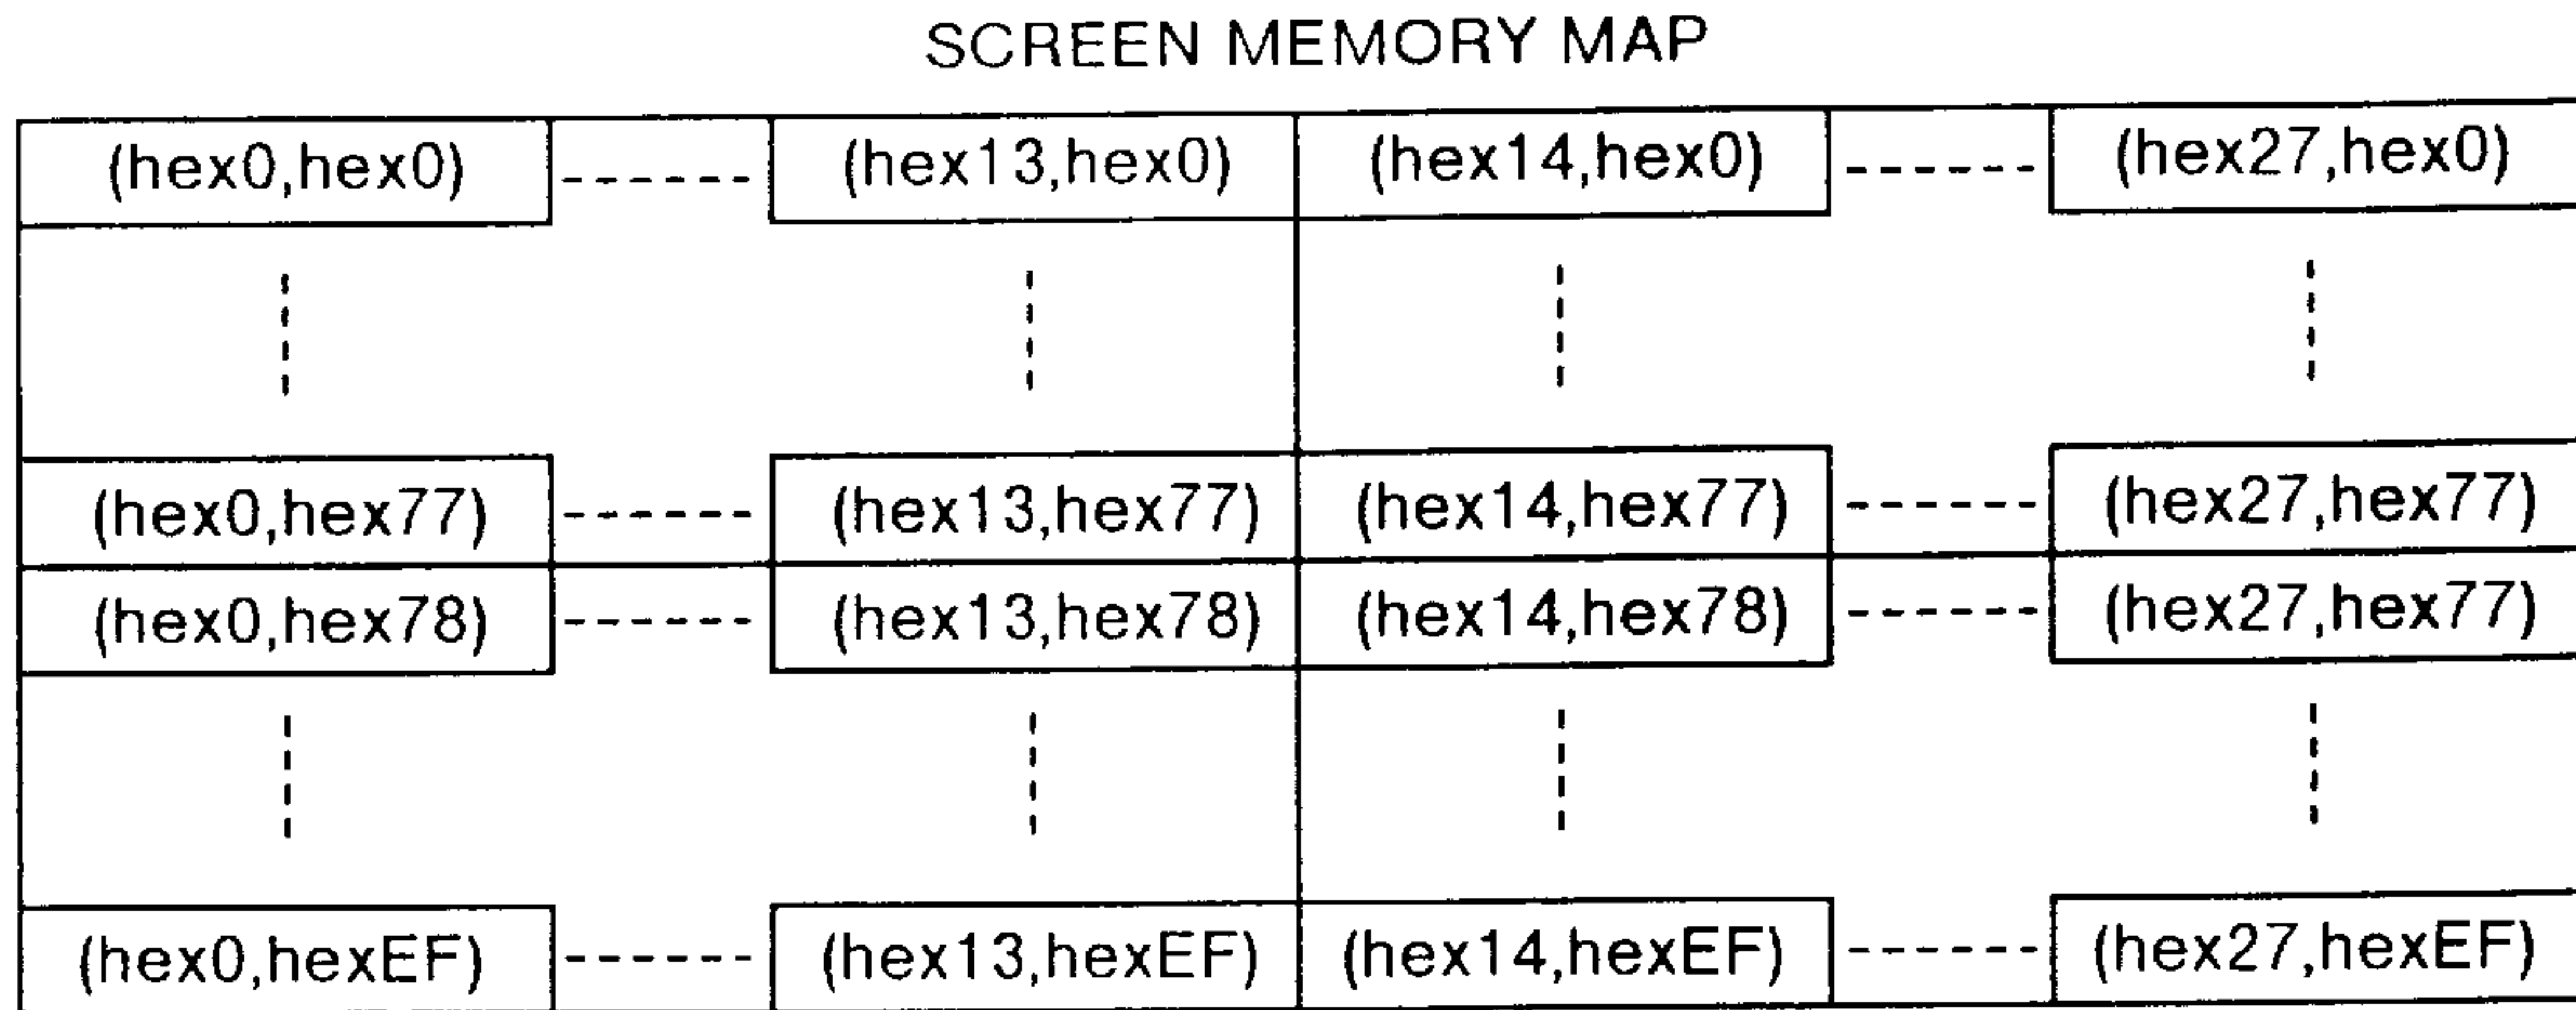 SCREEN MEMORY MAP
(hex0,hex0) (hex13,hex0) (hex14,hex0) (hex27,hex0)
(hex0,hex77) (hex13,hex77) (hex14,hex77) (hex27,hex77)
(hex0,hex78) (hex13,hex78) (hex14,hex78) (hex27,hex77)
(hex0,hexEF) (hex13,hexEF) (hex14,hexEF) (hex27,hexEF)